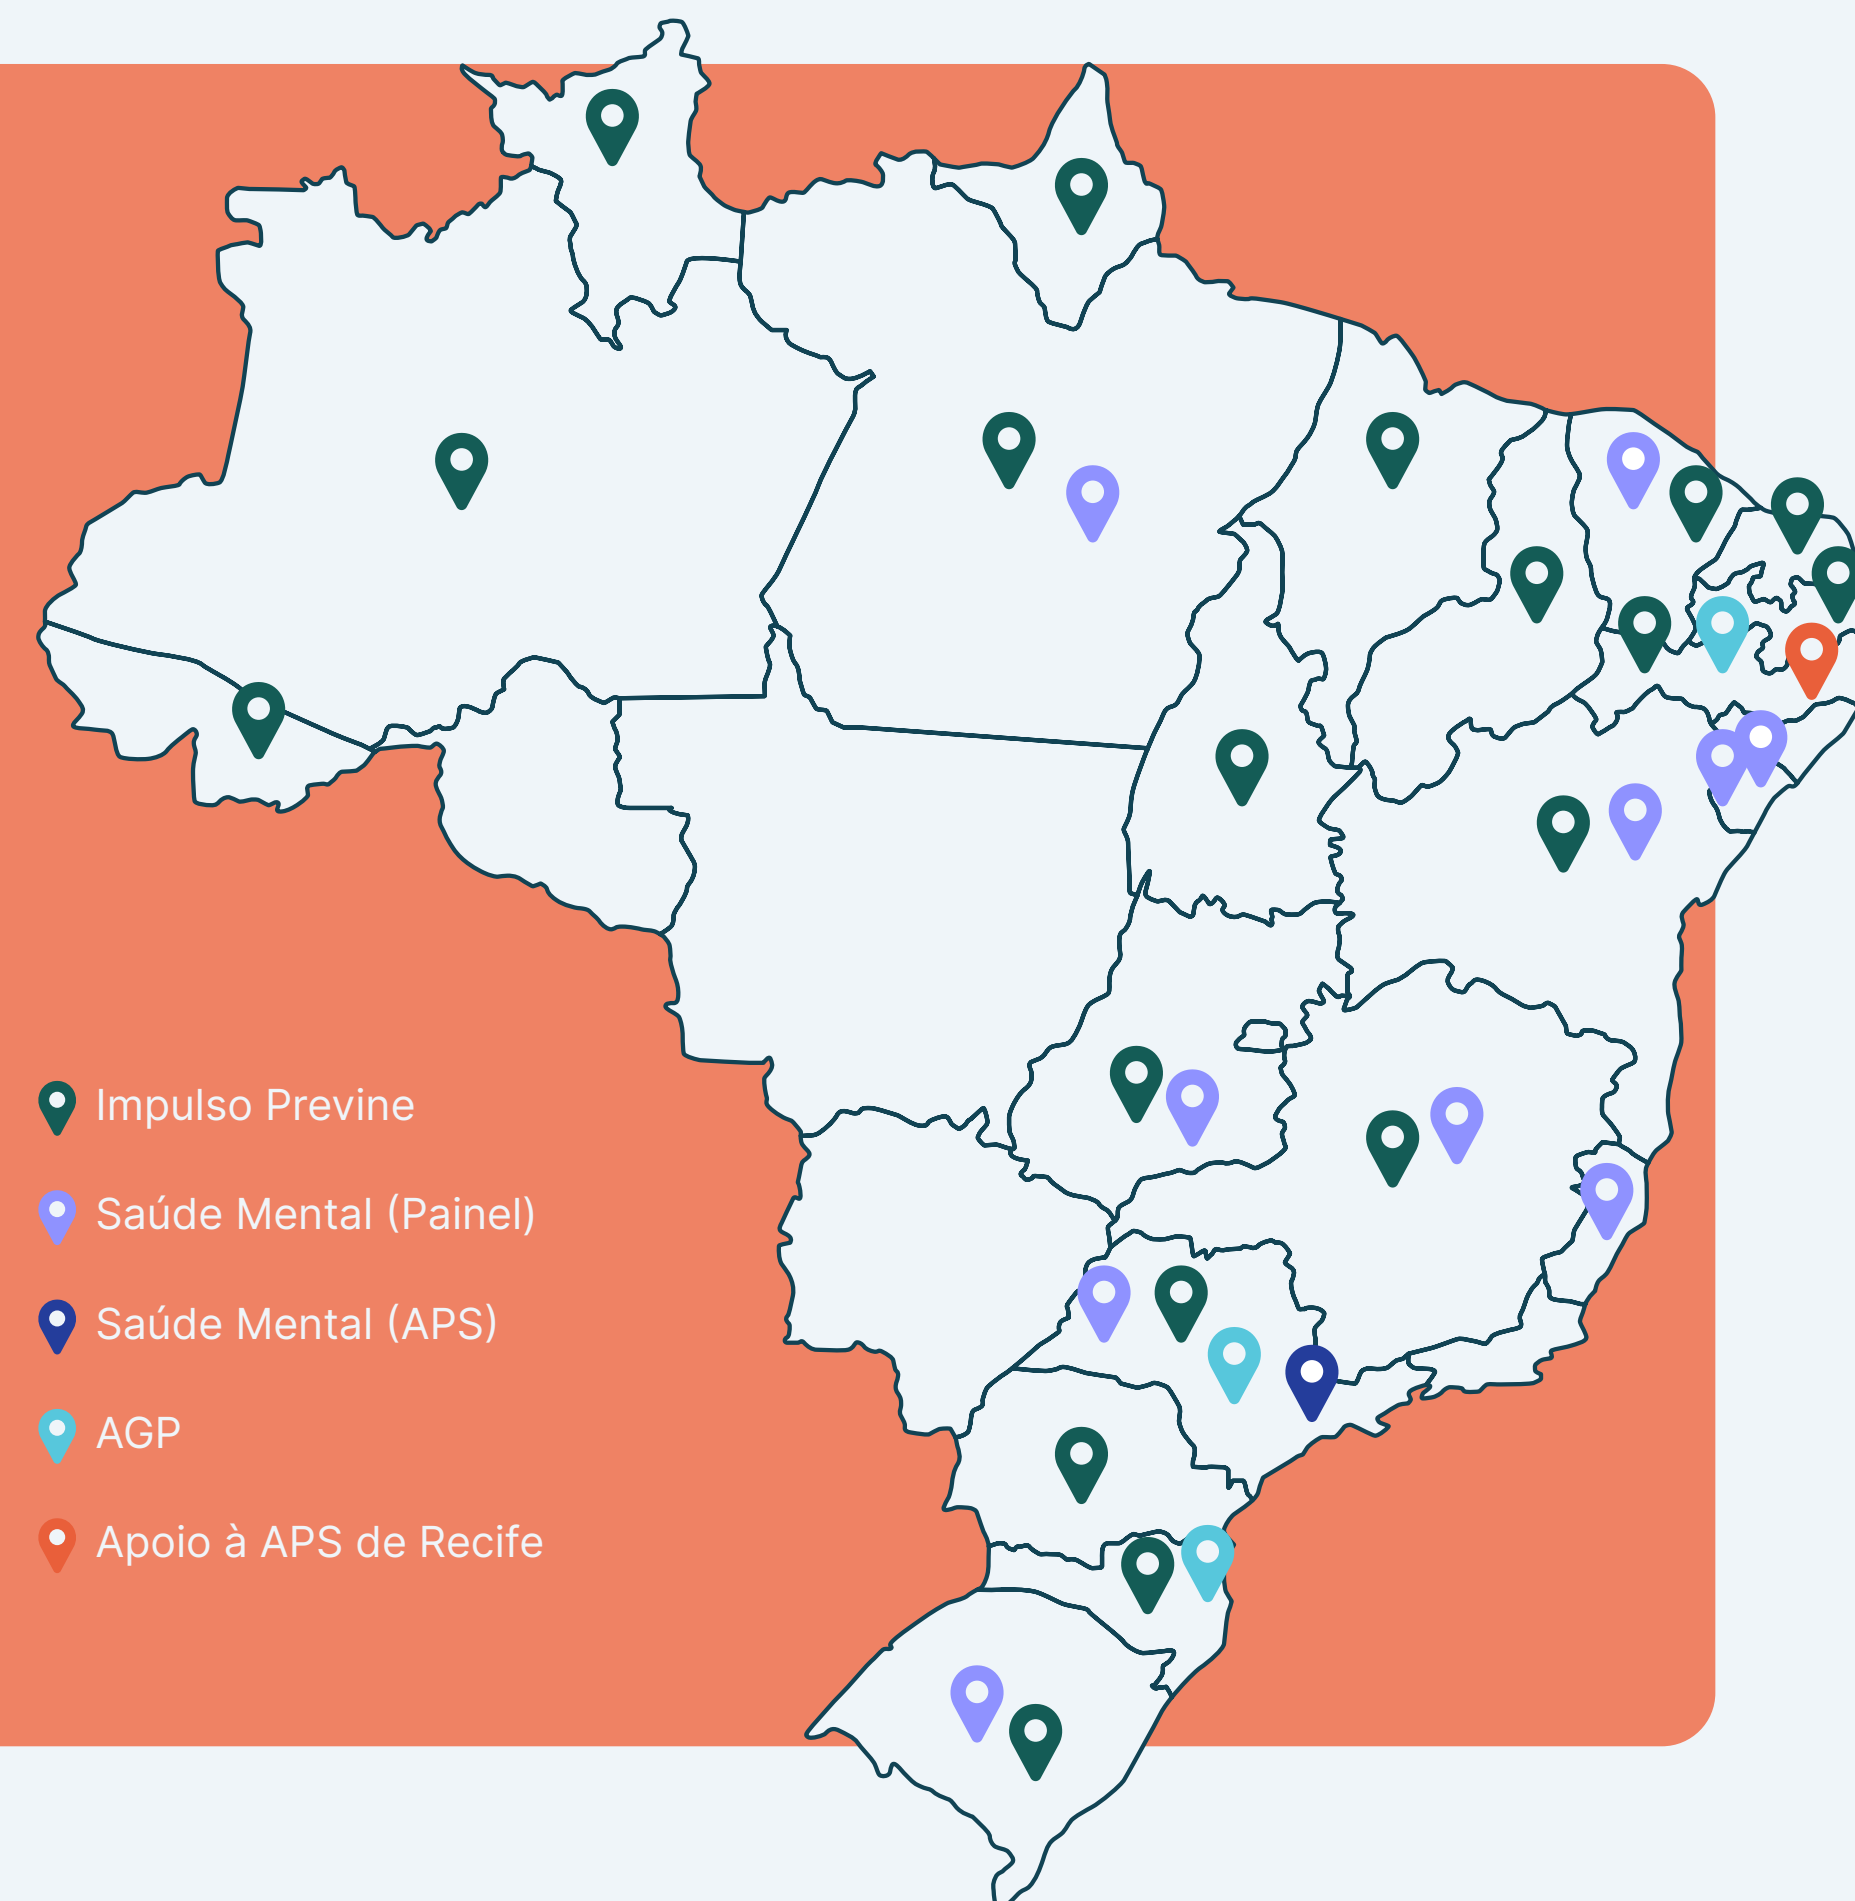 Impulso Previne
Saúde Mental (Painel)
Saúde Mental (APS)
AGP
Apoio à APS de Recife